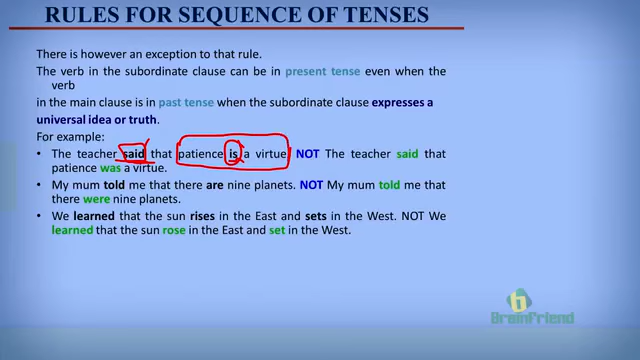 RULES FOR SEQUENCE OF TENSES
There is however an exception to that rule.
The verb in the subordinate clause can be in present tense even when the
verb
in the main clause is in past tense when the subordinate clause expresses a
universal idea or truth.
For example:
• The teacher said that patience is a virtue NOT The teacher said that
patience was a virtue.
• My mum told me that there are nine planets. NOT My mum told me that
there were nine planets.
• We learned that the sun rises in the East and sets in the West. NOT We
learned that the sun rose in the East and set in the West.
b
BrainFriend